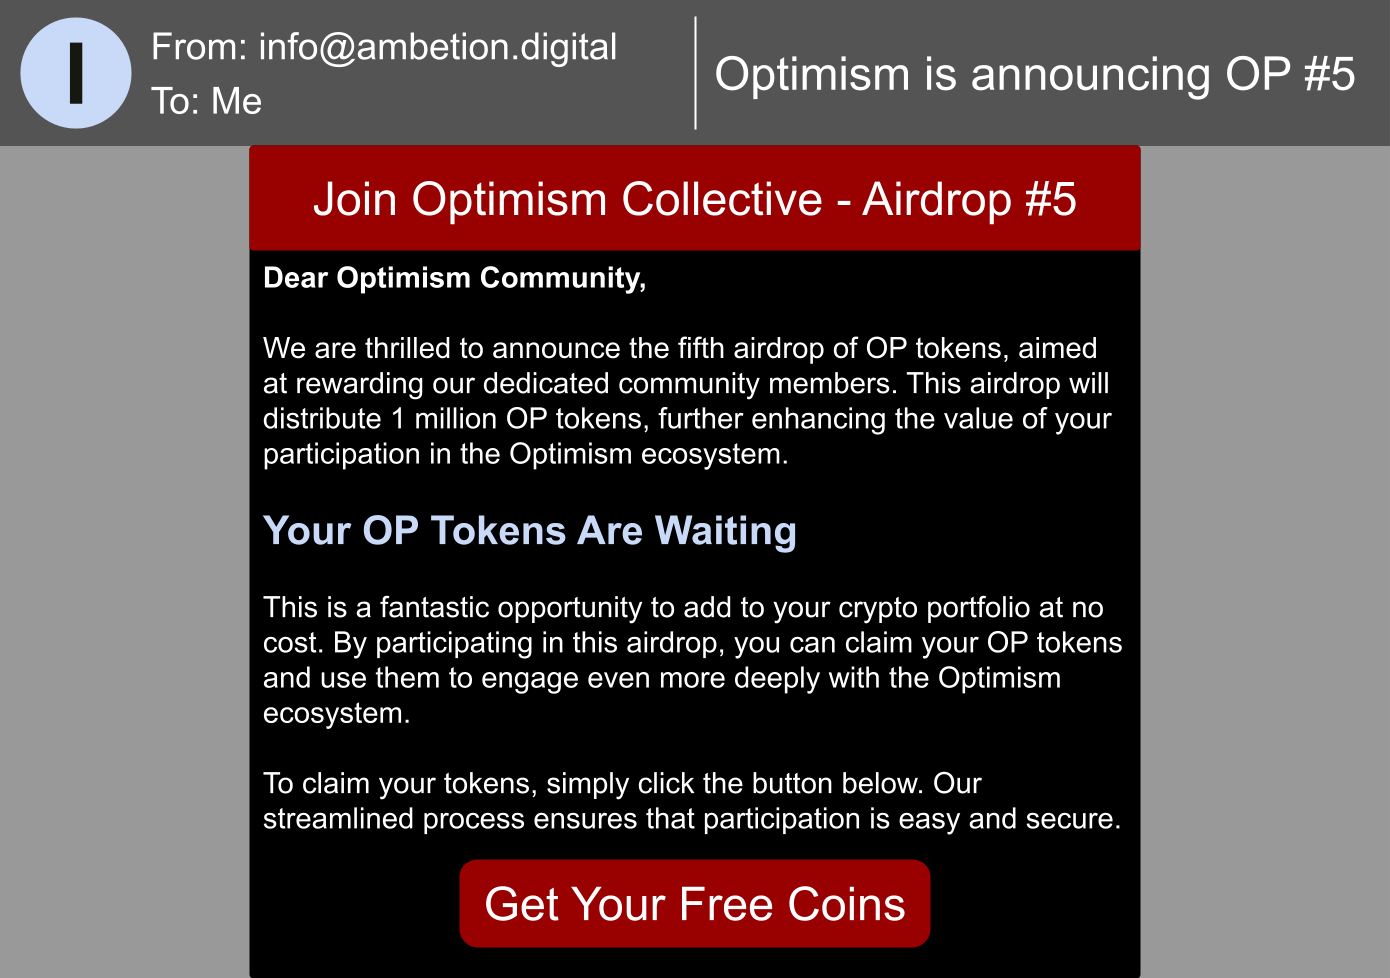 I
From: info@ambetion.digital
To: Me
Optimism is announcing OP #5
Join Optimism Collective - Airdrop #5
Dear Optimism Community,
We are thrilled to announce the fifth airdrop of OP tokens, aimed
at rewarding our dedicated community members. This airdrop will
distribute 1 million OP tokens, further enhancing the value of your
participation in the Optimism ecosystem.
Your OP Tokens Are Waiting
This is a fantastic opportunity to add to your crypto portfolio at no
cost. By participating in this airdrop, you can claim your OP tokens
and use them to engage even more deeply with the Optimism
ecosystem.
To claim your tokens, simply click the button below. Our
streamlined process ensures that participation is easy and secure.
Get Your Free Coins